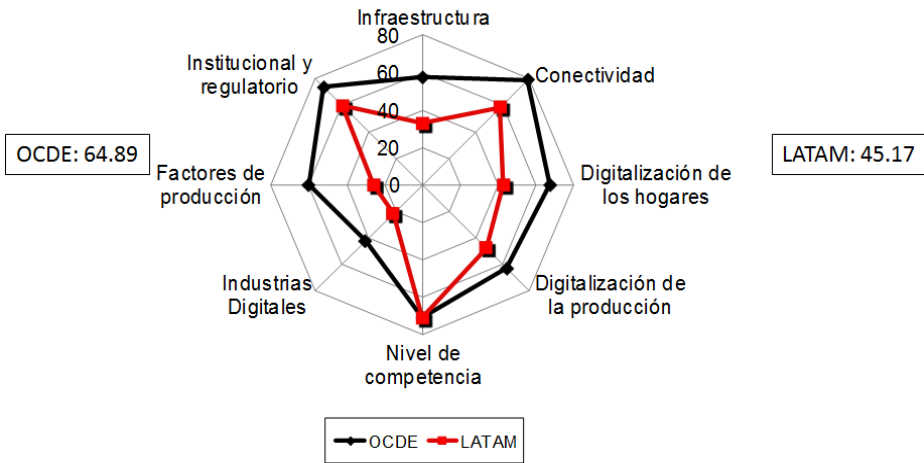 Infraestructura
80
60
40
20
0
Conectividad
Digitalización de
los hogares
Digitalización de
la producción
Nivel de
competencia
Industrias
Digitales
Factores de
producción
Institucional y
regulatorio
OCDE: 64.89
LATAM: 45.17
OCDE LATAM